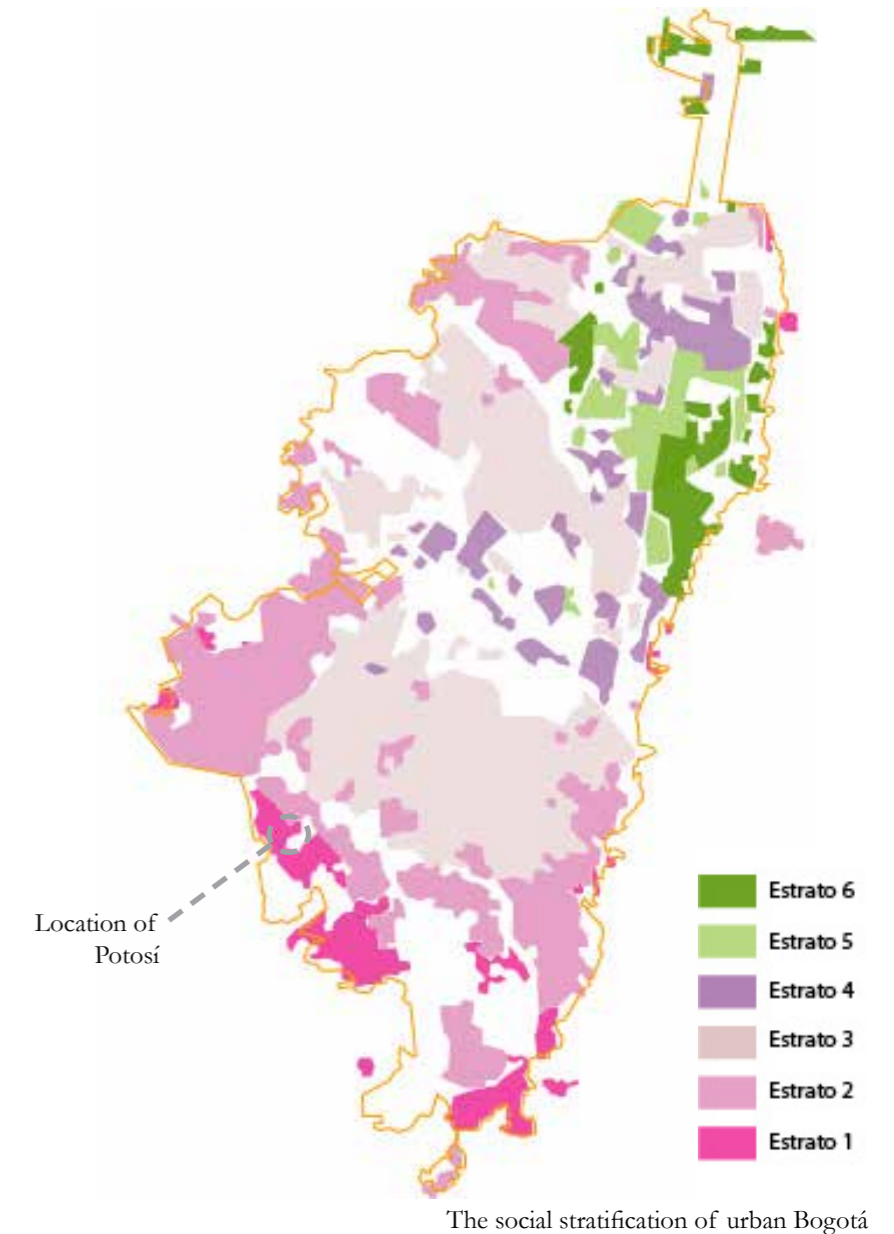 Estrato 6
Estrato 5
Estrato 4
Estrato 3
Estrato 2
Estrato 1
Location of
Potosí
The social stratification of urban Bogotá